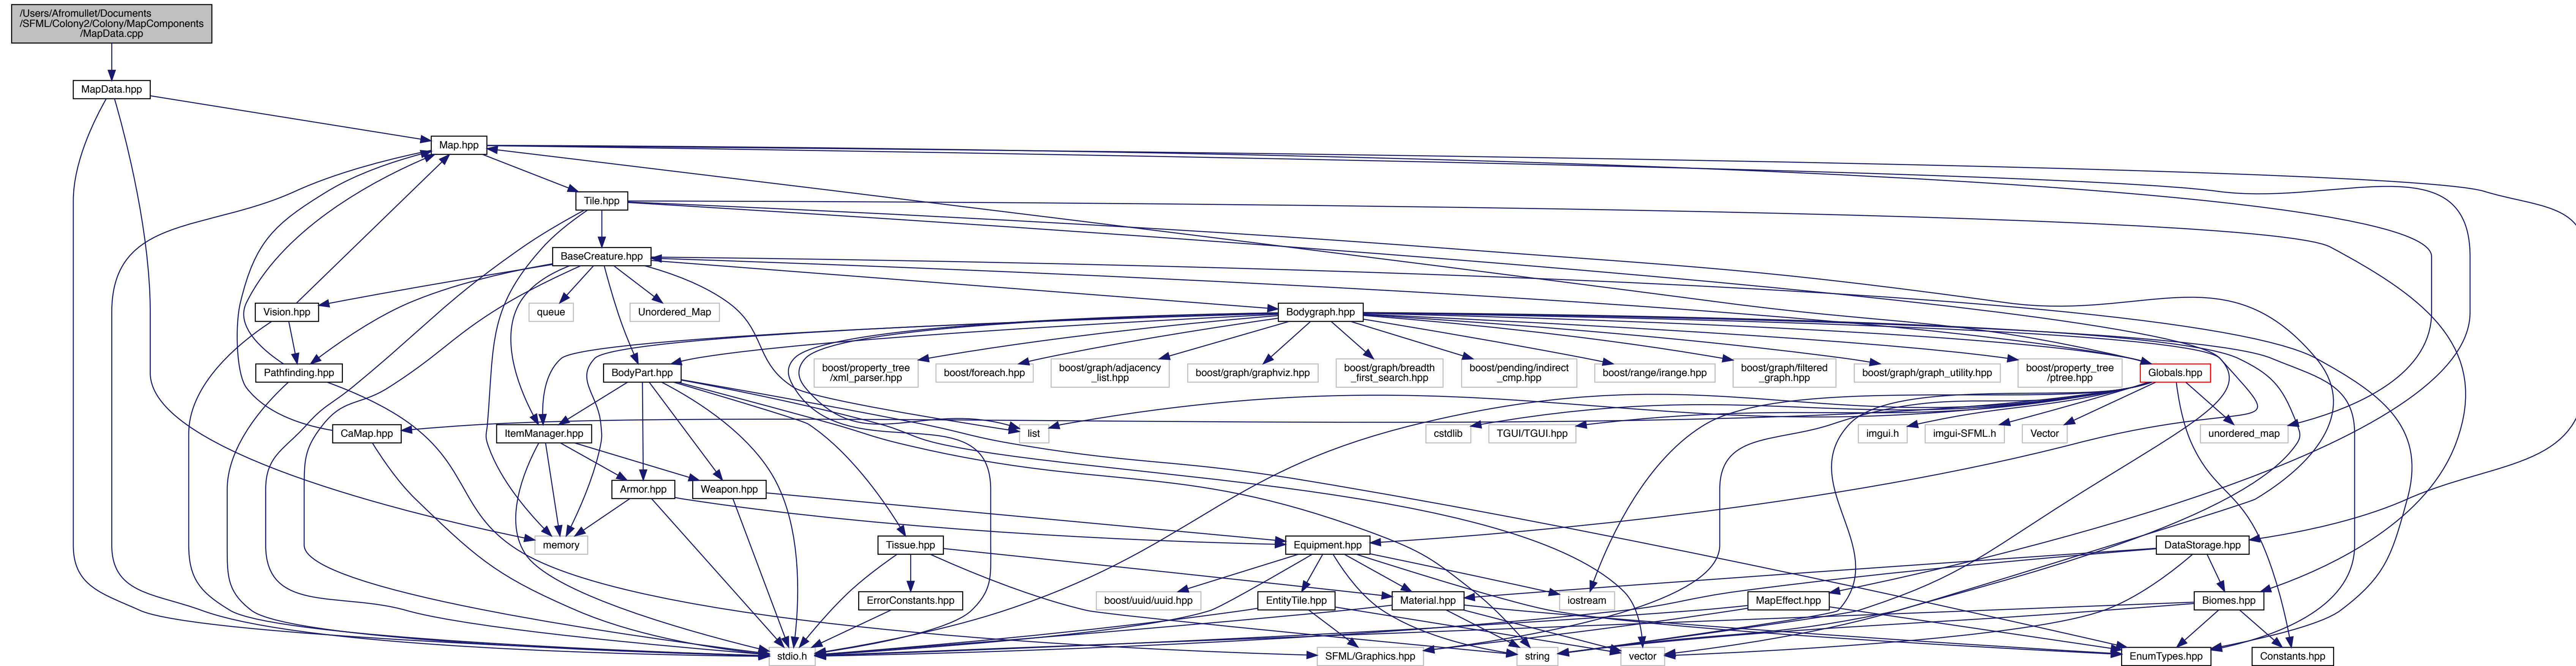 /Users/Afromullet/Documents
/SFML/Colony2/Colony/MapComponents
/MapData.cpp
MapData.hpp
Map.hpp
Tile.hpp
BaseCreature.hpp
Vision.hpp
queue
Unordered_Map
Bodygraph.hpp
Pathfinding.hpp
BodyPart.hpp
boost/property_tree
/xml_parser.hpp
boost/foreach.hpp
boost/graph/adjacency
_list.hpp
boost/graph/graphviz.hpp
boost/graph/breadth
_first_search.hpp
boost/pending/indirect
_cmp.hpp
boost/range/irange.hpp
boost/graph/filtered
_graph.hpp
boost/graph/graph_utility.hpp
boost/property_tree
/ptree.hpp
Globals.hpp
CaMap.hpp
ItemManager.hpp
list
cstdlib
TGUI/TGUI.hpp
imgui.h
imgui-SFML.h
Vector
unordered_map
Armor.hpp
Weapon.hpp
memory
Tissue.hpp
Equipment.hpp
DataStorage.hpp
ErrorConstants.hpp
boost/uuid/uuid.hpp
EntityTile.hpp
Material.hpp
iostream
MapEffect.hpp
Biomes.hpp
stdio.h
SFML/Graphics.hpp
string
vector
EnumTypes.hpp
Constants.hpp